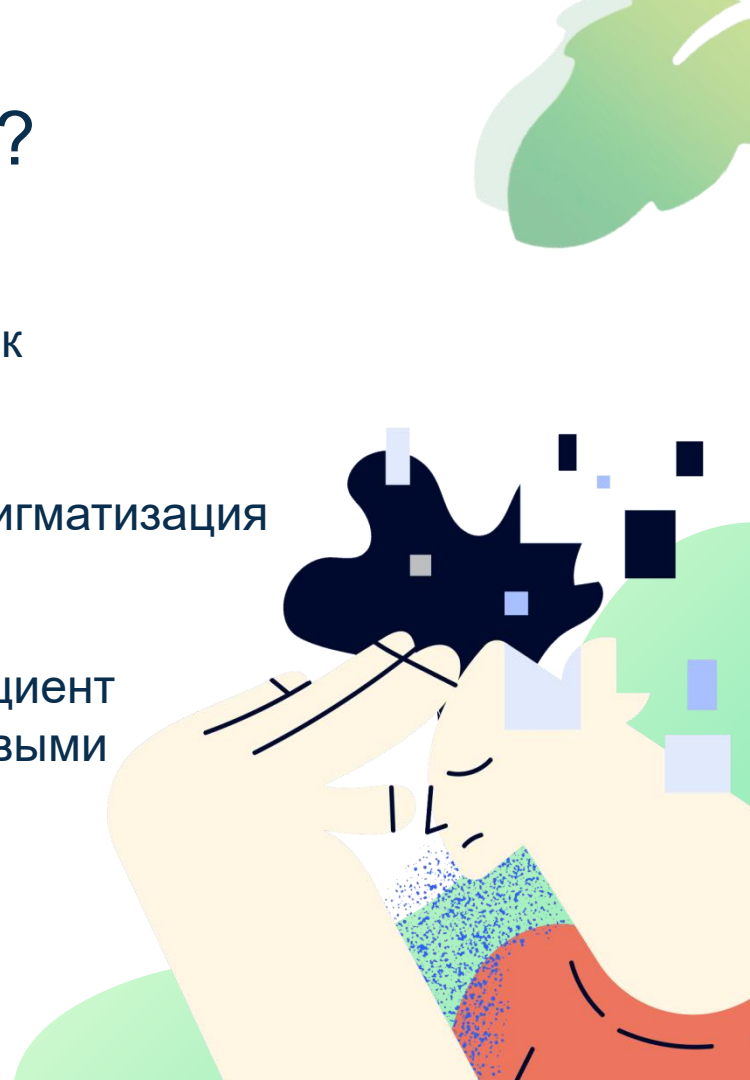 ?
к
игматизация
циент
выми